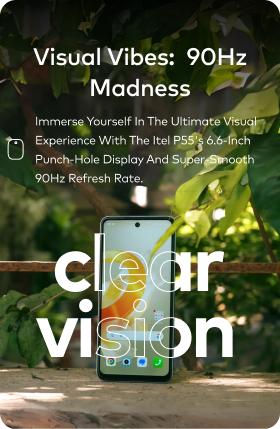 Visual Vibes: 90Hz
Madness
Immerse Yourself In The Ultimate Visual
Experience With The Itel P55's 6.6-Inch
Punch-Hole Display And Super-Smooth
90Hz Refresh Rate.
clear
vision